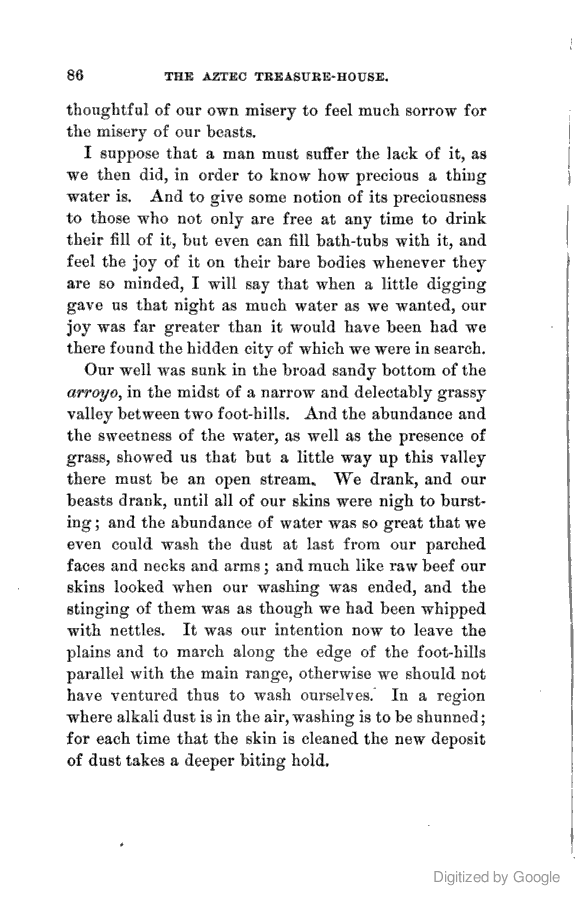 86 THE AZTEC TREASURE-HOUSE.
thoughtful of our own misery to feel much sorrow for
the misery of our beasts.
I suppose that a man must suffer the lack of it, as
we then did, in order to know how precious a thing
water is. And to give some notion of its preciousness
to those who not only are free at any time to drink
their fill of it, but even can fill bath-tubs with it, and
feel the joy of it on their bare bodies whenever they
are so minded, I will say that when a little digging
gave us that night as much water as we wanted, our
joy was far greater than it would have been had we
there found the hidden city of which we were in search.
Our well was sunk in the broad sandy bottom of the
arroyo, in the midst of a narrow and delectably grassy
valley between two foot-hills. And the abundance and
the sweetness of the water, as well as the presence of
grass, showed us that but a little way up this valley
there must be an open stream. We drank, and our
beasts drank, until all of our skins were nigh to burst-
ing; and the abundance of water was so great that we
even could wash the dust at last from our parched
faces and necks and arms; and much like raw beef our
skins looked when our washing was ended, and the
stinging of them was as though we had been whipped
with nettles. It was our intention now to leave the
plains and to march along the edge of the foot-hills
parallel with the main range, otherwise we should not
have ventured thus to wash ourselves. In a region
where alkali dust is in the air, washing is to be shunned;
for each time that the skin is cleaned the new deposit
of dust takes a deeper biting hold.
Digitized by Google